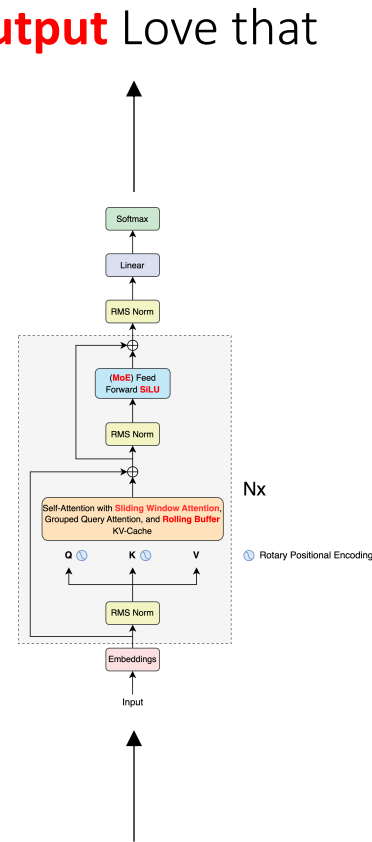 utput Love that
Softmax
Linear
RMS Norm
(MoE) Feed
Forward SiLU
RMS Norm
Nx
Self-Attention with Sliding Window Attention,
Grouped Query Attention, and Rolling Buffer
KV-Cache
Q K V
Rotary Positional Encoding
RMS Norm
Embeddings
Input